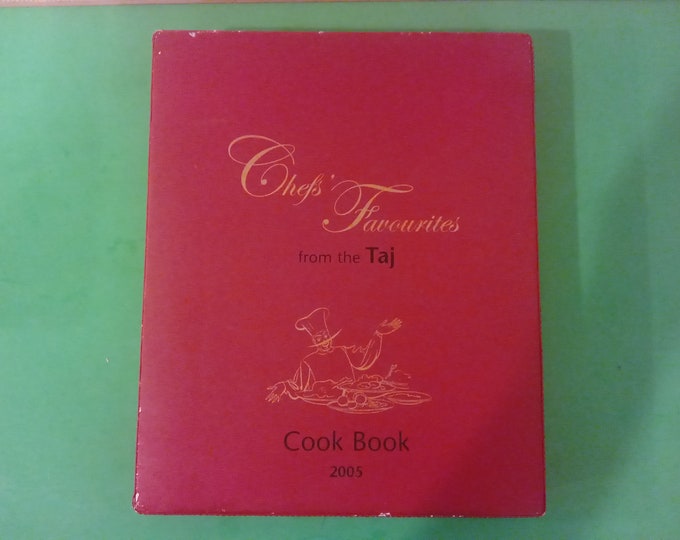 Chefs'
Favourites
from the Taj
Cook Book
2005